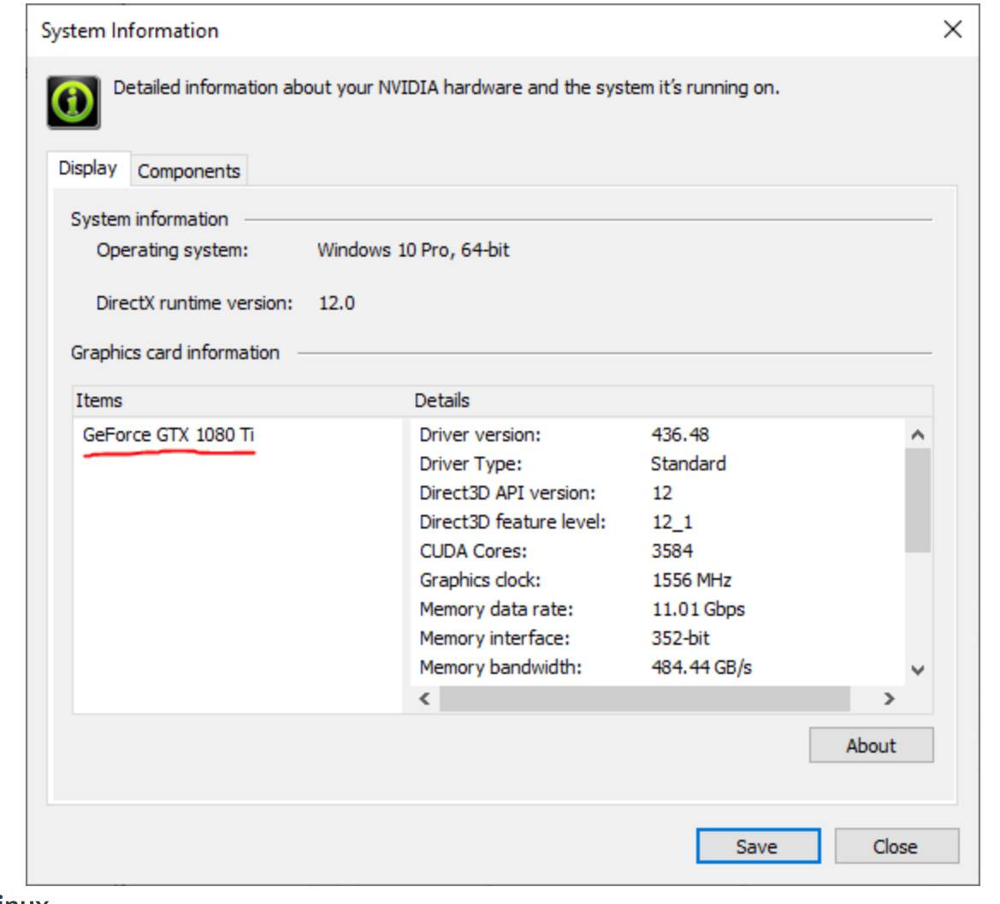 System Information
Detailed information about your NVIDIA hardware and the system it's running on.
Display Components
System information
Operating system: Windows 10 Pro, 64-bit
DirectX runtime version: 12.0
Graphics card information
Items Details
GeForce GTX 1080 Ti Driver version: 436.48
Driver Type: Standard
Direct3D API version: 12
Direct3D feature level: 12_1
CUDA Cores: 3584
Graphics clock: 1556 MHz
Memory data rate: 11.01 Gbps
Memory interface: 352-bit
Memory bandwidth: 484.44 GB/s
About
Save Close